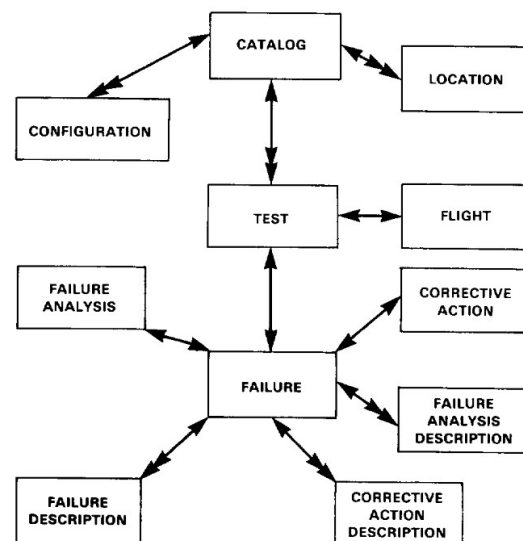 CATALOG
LOCATION
CONFIGURATION
TEST
FLIGHT
FAILURE
ANALYSIS
CORRECTIVE
ACTION
FAILURE
FAILURE
ANALYSIS
DESCRIPTION
FAILURE
DESCRIPTION
CORRECTIVE
ACTION
DESCRIPTION